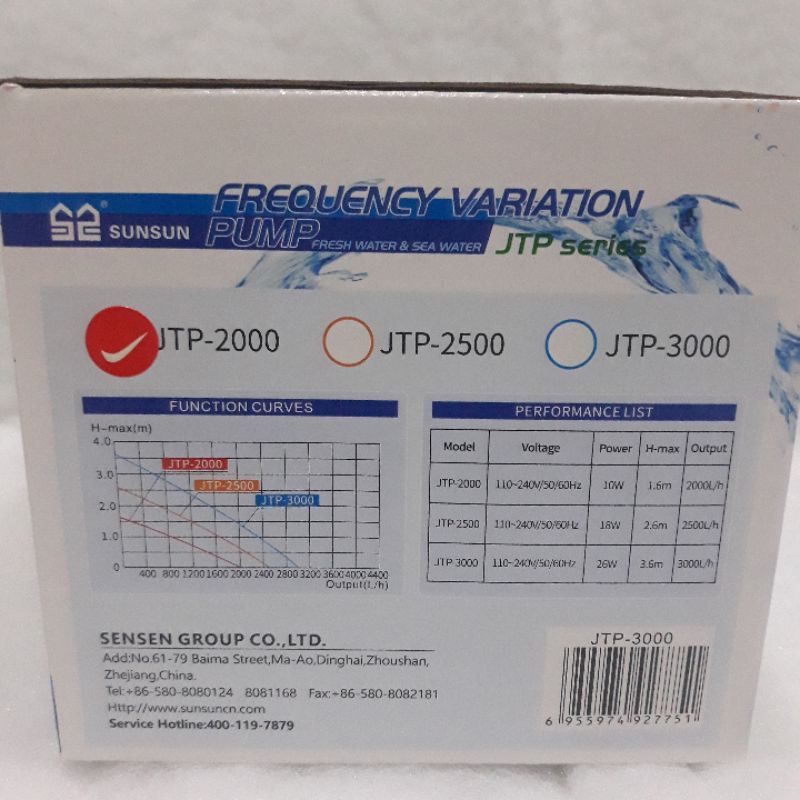 SUNSUN®
FREQUENCY VARIATION
PUMP FRESH WATER & SEA WATER JTP series
JTP-2000 JTP-2500 JTP-3000
FUNCTION CURVES
H-max(m)
4.0
3.0
2.0
1.0
0
JTP-2000
JTP-2500
JTP-3000
400 800 1200 1600 2000 2400 2800 3200 3600 4000 4400
Output(L/h)
PERFORMANCE LIST
Model Voltage Power H-max Output
JTP-2000 110~240V/50/60Hz 10W 1.6m 2000L/h
JTP-2500 110~240V/50/60Hz 18W 2.6m 2500L/h
JTP-3000 110~240V/50/60Hz 26W 3.6m 3000L/h
SENSEN GROUP CO.,LTD.
Add:No.61-79 Baima Street,Ma-Ao,Dinghai,Zhoushan,
Zhejiang,China.
Tel:+86-580-8080124 8081168 Fax:+86-580-8082181
Http://www.sunsuncn.com
Service Hotline:400-119-7879
JTP-3000
6 955974 927751